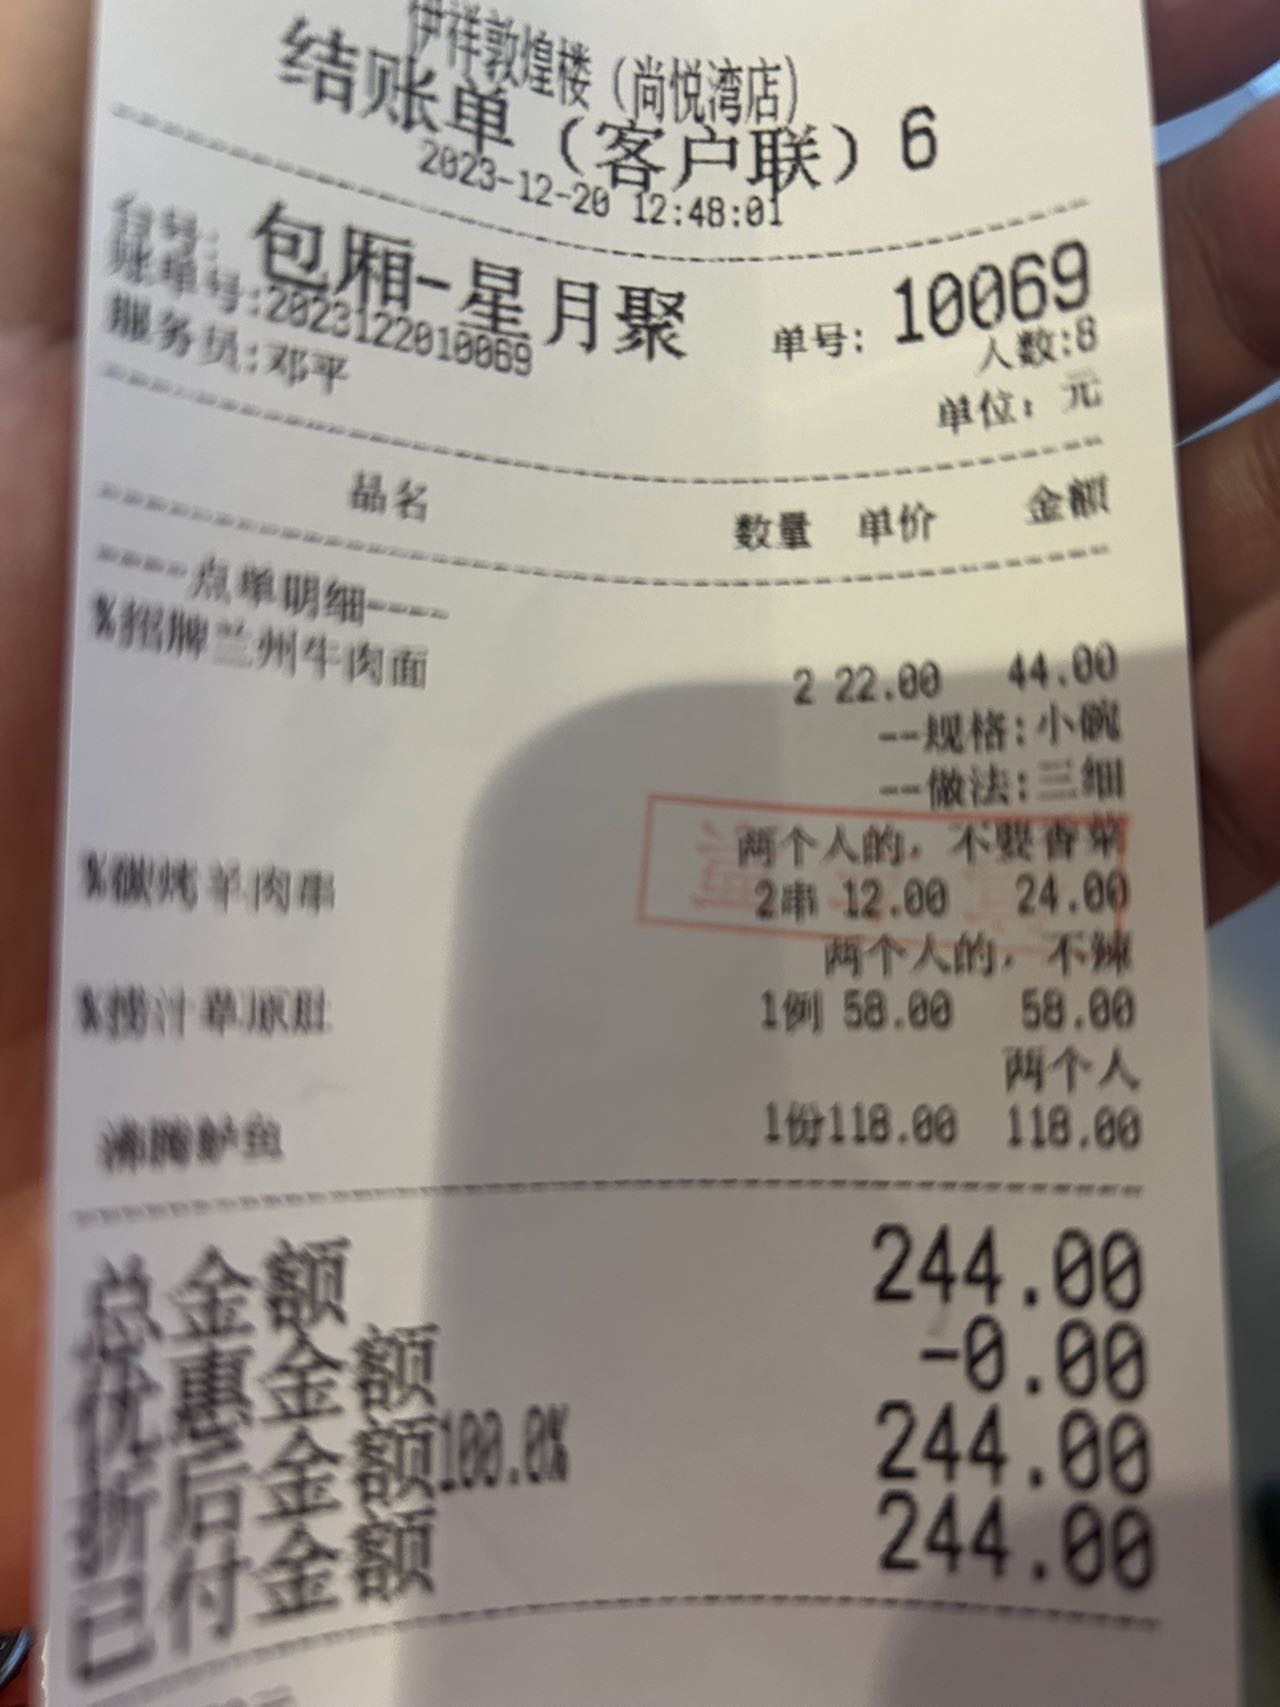 伊祥敦煌楼（尚悦湾店）
结账单（客户联）6
2023-12-20 12:48:01
台号: 包厢-星月聚 单号: 10069
账单号:2023122010069 人数:8
服务员:邓平 单位: 元
品名 数量 单价 金额
----点单明细----
%招牌兰州牛肉面 2 22.00 44.00
--规格:小碗
--做法:三细
两个人的，不要香菜
%碳烤羊肉串 2串 12.00 24.00
两个人的，不辣
%捞汁草原肚 1例 58.00 58.00
两个人
沸腾鲈鱼 1份118.00 118.00
总金额 244.00
优惠金额 -0.00
折后金额100.0% 244.00
已付金额 244.00